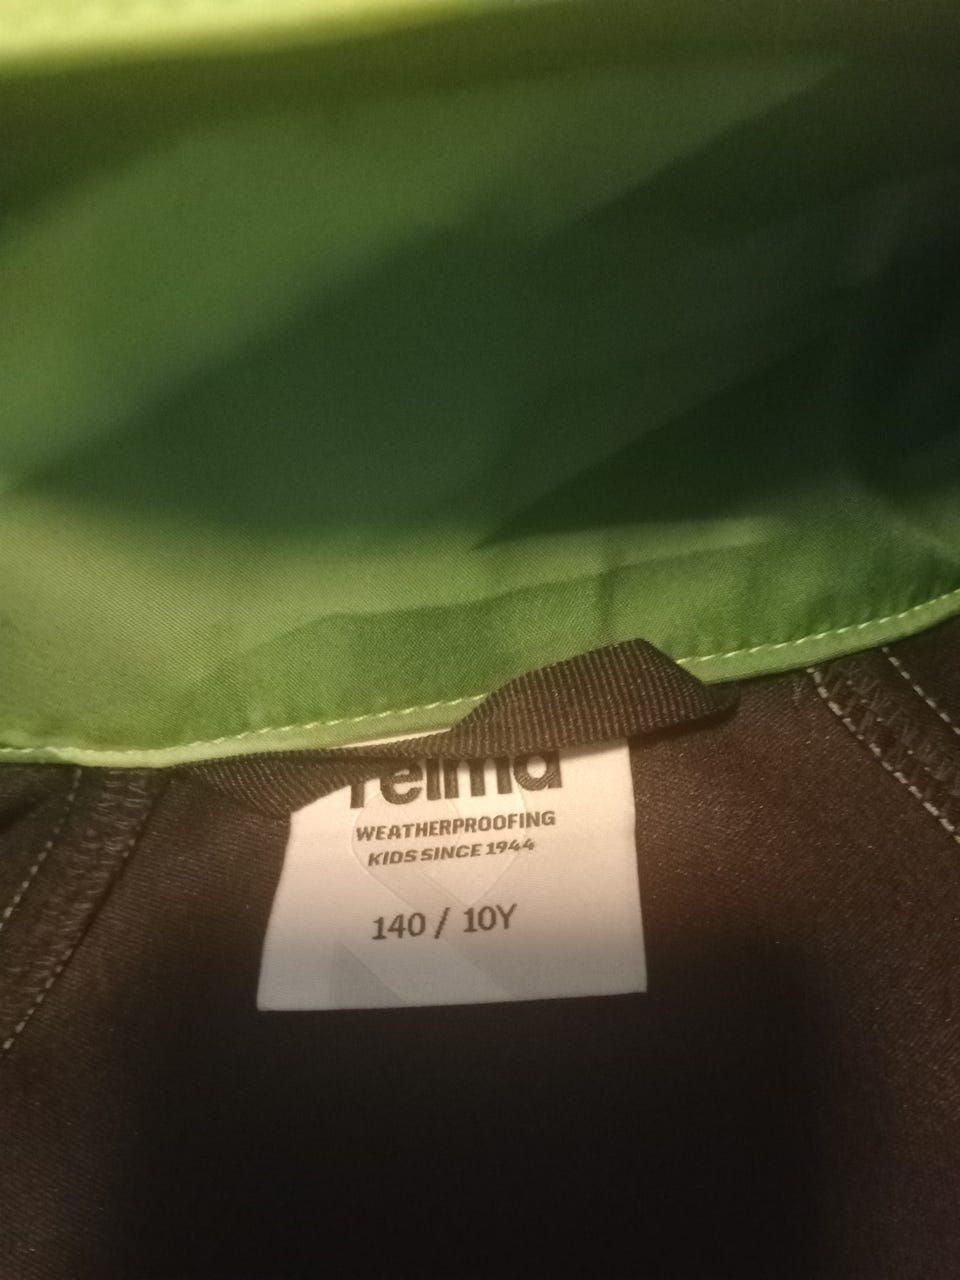 reima
WEATHERPROOFING
KIDS SINCE 1944
140 / 10Y